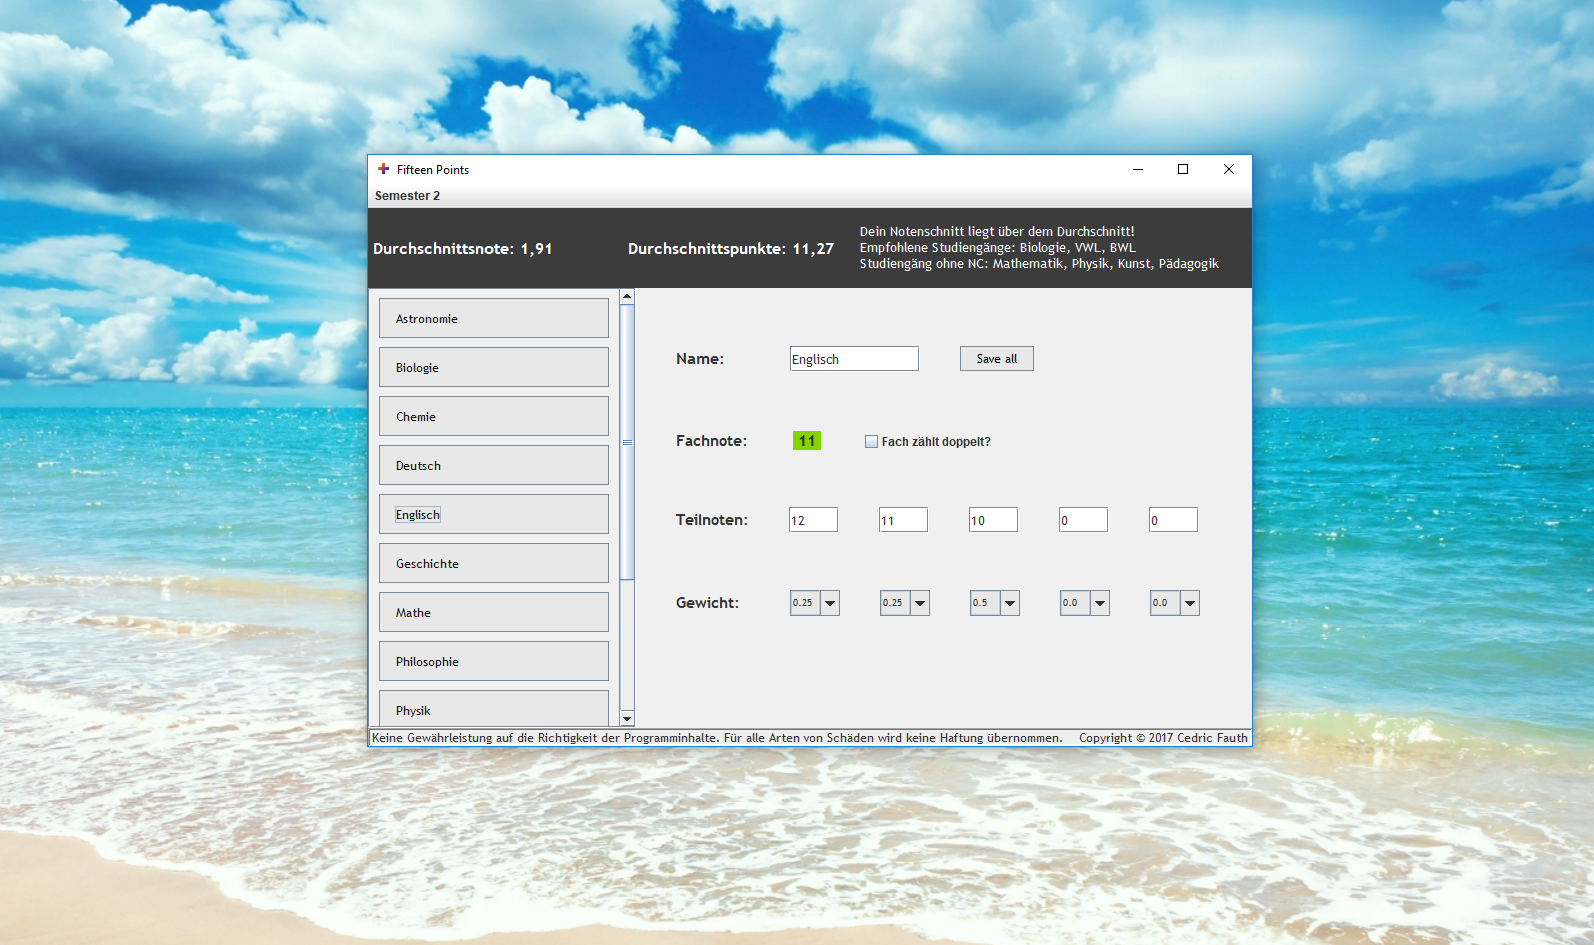 Fifteen Points
Semester 2
Durchschnittsnote: 1,91
Durchschnittspunkte: 11,27
Dein Notenschnitt liegt über dem Durchschnitt!
Empfohlene Studiengänge: Biologie, VWL, BWL
Studiengäng ohne NC: Mathematik, Physik, Kunst, Pädagogik
Astronomie
Biologie
Chemie
Deutsch
Englisch
Geschichte
Mathe
Philosophie
Physik
Name: Englisch Save all
Fachnote: 11 Fach zählt doppelt?
Teilnoten: 12 11 10 0 0
Gewicht: 0.25 0.25 0.5 0.0 0.0
Keine Gewährleistung auf die Richtigkeit der Programminhalte. Für alle Arten von Schäden wird keine Haftung übernommen. Copyright © 2017 Cedric Fauth